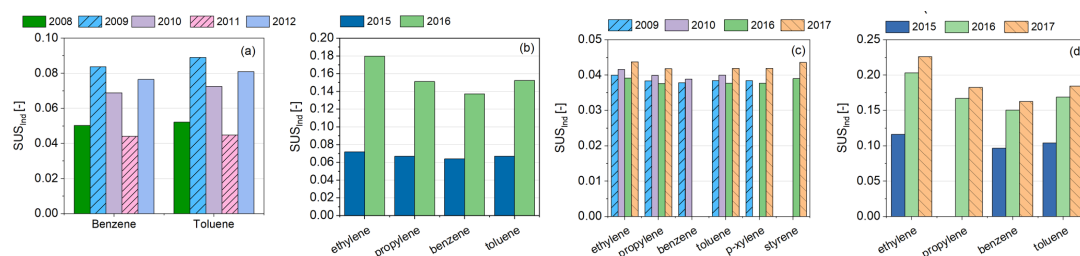 2008 2009 2010 2011 2012
(a)
SUS_Ind [-]
0.10
0.08
0.06
0.04
0.02
0.00
Benzene Toluene
2015 2016
(b)
SUS_Ind [-]
0.20
0.18
0.16
0.14
0.12
0.10
0.08
0.06
0.04
0.02
0.00
ethylene propylene benzene toluene
2009 2010 2016 2017
(c)
SUS_Ind [-]
0.05
0.04
0.03
0.02
0.01
0.00
ethylene propylene benzene toluene p-xylene styrene
2015 2016 2017
(d)
SUS_Ind [-]
0.25
0.20
0.15
0.10
0.05
0.00
ethylene propylene benzene toluene